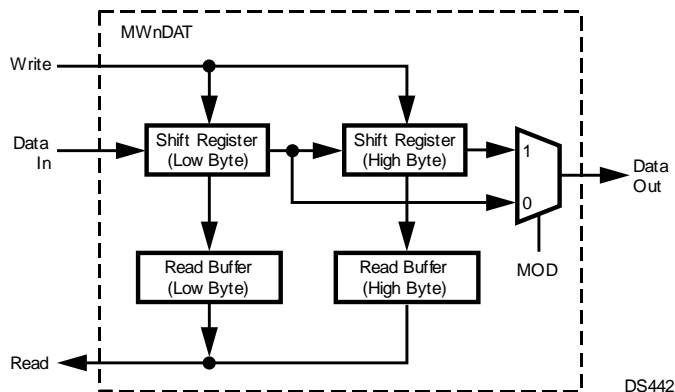 MWnDAT
Write
Data
In
Shift Register
(Low Byte)
Shift Register
(High Byte)
1
0
Data
Out
MOD
Read Buffer
(Low Byte)
Read Buffer
(High Byte)
Read
DS442